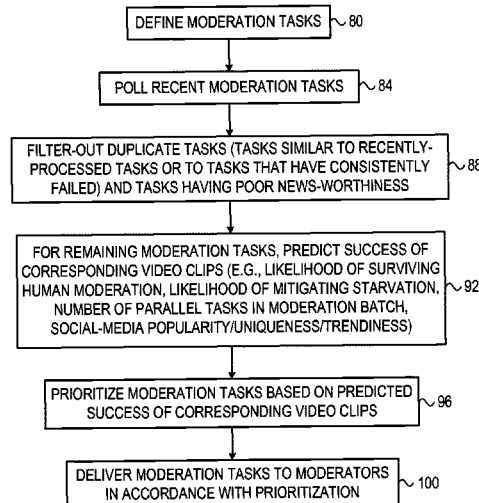 DEFINE MODERATION TASKS
80
POLL RECENT MODERATION TASKS
84
FILTER-OUT DUPLICATE TASKS (TASKS SIMILAR TO RECENTLY-
PROCESSED TASKS OR TO TASKS THAT HAVE CONSISTENTLY
FAILED) AND TASKS HAVING POOR NEWS-WORTHINESS
88
FOR REMAINING MODERATION TASKS, PREDICT SUCCESS OF
CORRESPONDING VIDEO CLIPS (E.G., LIKELIHOOD OF SURVIVING
HUMAN MODERATION, LIKELIHOOD OF MITIGATING STARVATION,
NUMBER OF PARALLEL TASKS IN MODERATION BATCH,
SOCIAL-MEDIA POPULARITY/UNIQUENESS/TRENDINESS)
92
PRIORITIZE MODERATION TASKS BASED ON PREDICTED
SUCCESS OF CORRESPONDING VIDEO CLIPS
96
DELIVER MODERATION TASKS TO MODERATORS
IN ACCORDANCE WITH PRIORITIZATION
100